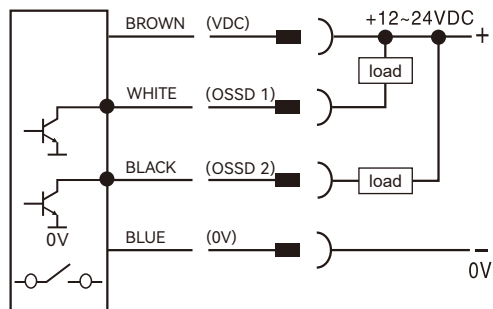 +12~24VDC
BROWN (VDC) +
load
WHITE (OSSD 1)
BLACK (OSSD 2)
load
0V
BLUE (0V) −
0V